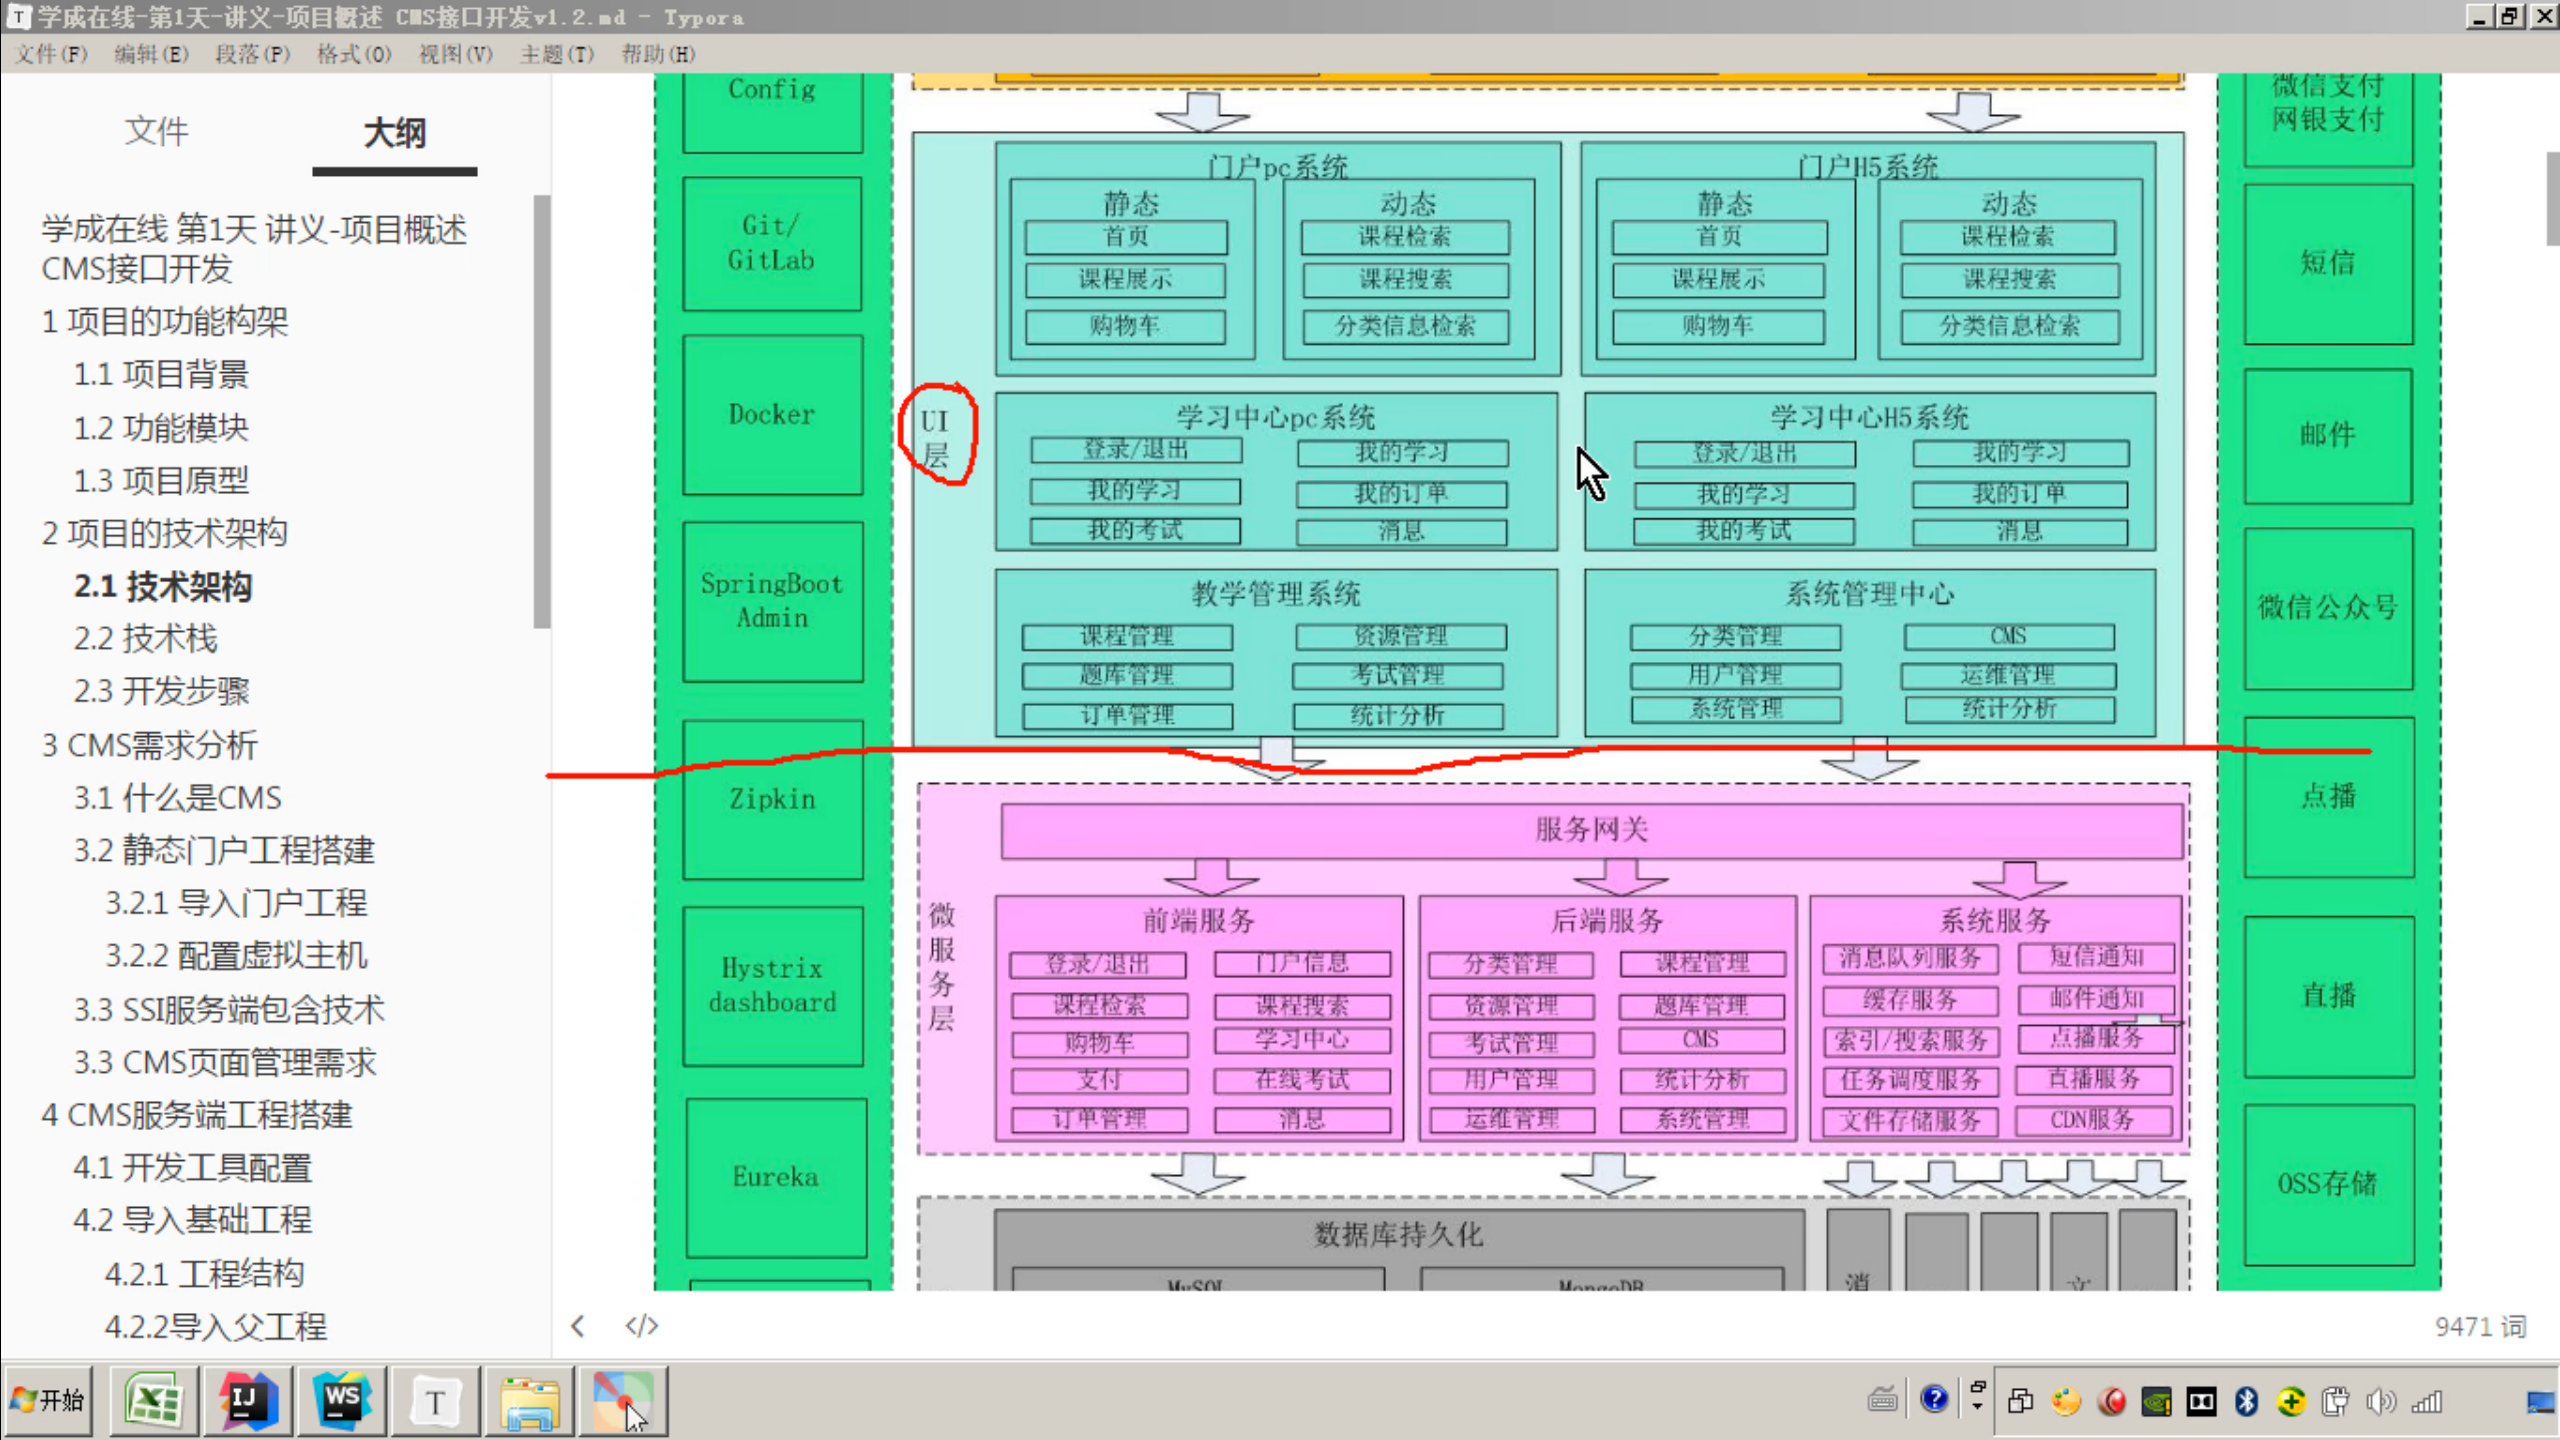 学成在线-第1天-讲义-项目概述 CMS接口开发v1.2.md - Typora
文件(F) 编辑(E) 段落(P) 格式(O) 视图(V) 主题(T) 帮助(H)
文件 大纲
学成在线 第1天 讲义-项目概述
CMS接口开发
1 项目的功能构架
1.1 项目背景
1.2 功能模块
1.3 项目原型
2 项目的技术架构
2.1 技术架构
2.2 技术栈
2.3 开发步骤
3 CMS需求分析
3.1 什么是CMS
3.2 静态门户工程搭建
3.2.1 导入门户工程
3.2.2 配置虚拟主机
3.3 SSI服务端包含技术
3.3 CMS页面管理需求
4 CMS服务端工程搭建
4.1 开发工具配置
4.2 导入基础工程
4.2.1 工程结构
4.2.2导入父工程
Config
Git/
GitLab
Docker
SpringBoot
Admin
Zipkin
Hystrix
dashboard
Eureka
UI
层
门户pc系统
静态
首页
课程展示
购物车
动态
课程检索
课程搜索
分类信息检索
门户H5系统
静态
首页
课程展示
购物车
动态
课程检索
课程搜索
分类信息检索
学习中心pc系统
登录/退出 我的学习
我的学习 我的订单
我的考试 消息
学习中心H5系统
登录/退出 我的学习
我的学习 我的订单
我的考试 消息
教学管理系统
课程管理 资源管理
题库管理 考试管理
订单管理 统计分析
系统管理中心
分类管理 CMS
用户管理 运维管理
系统管理 统计分析
微
服
务
层
服务网关
前端服务
登录/退出 门户信息
课程检索 课程搜索
购物车 学习中心
支付 在线考试
订单管理 消息
后端服务
分类管理 课程管理
资源管理 题库管理
考试管理 CMS
用户管理 统计分析
运维管理 系统管理
系统服务
消息队列服务 短信通知
缓存服务 邮件通知
索引/搜索服务 点播服务
任务调度服务 直播服务
文件存储服务 CDN服务
数据库持久化
MySQL MongoDB
消 文
微信支付
网银支付
短信
邮件
微信公众号
点播
直播
OSS存储
</> 9471 词
开始 IJ WS T